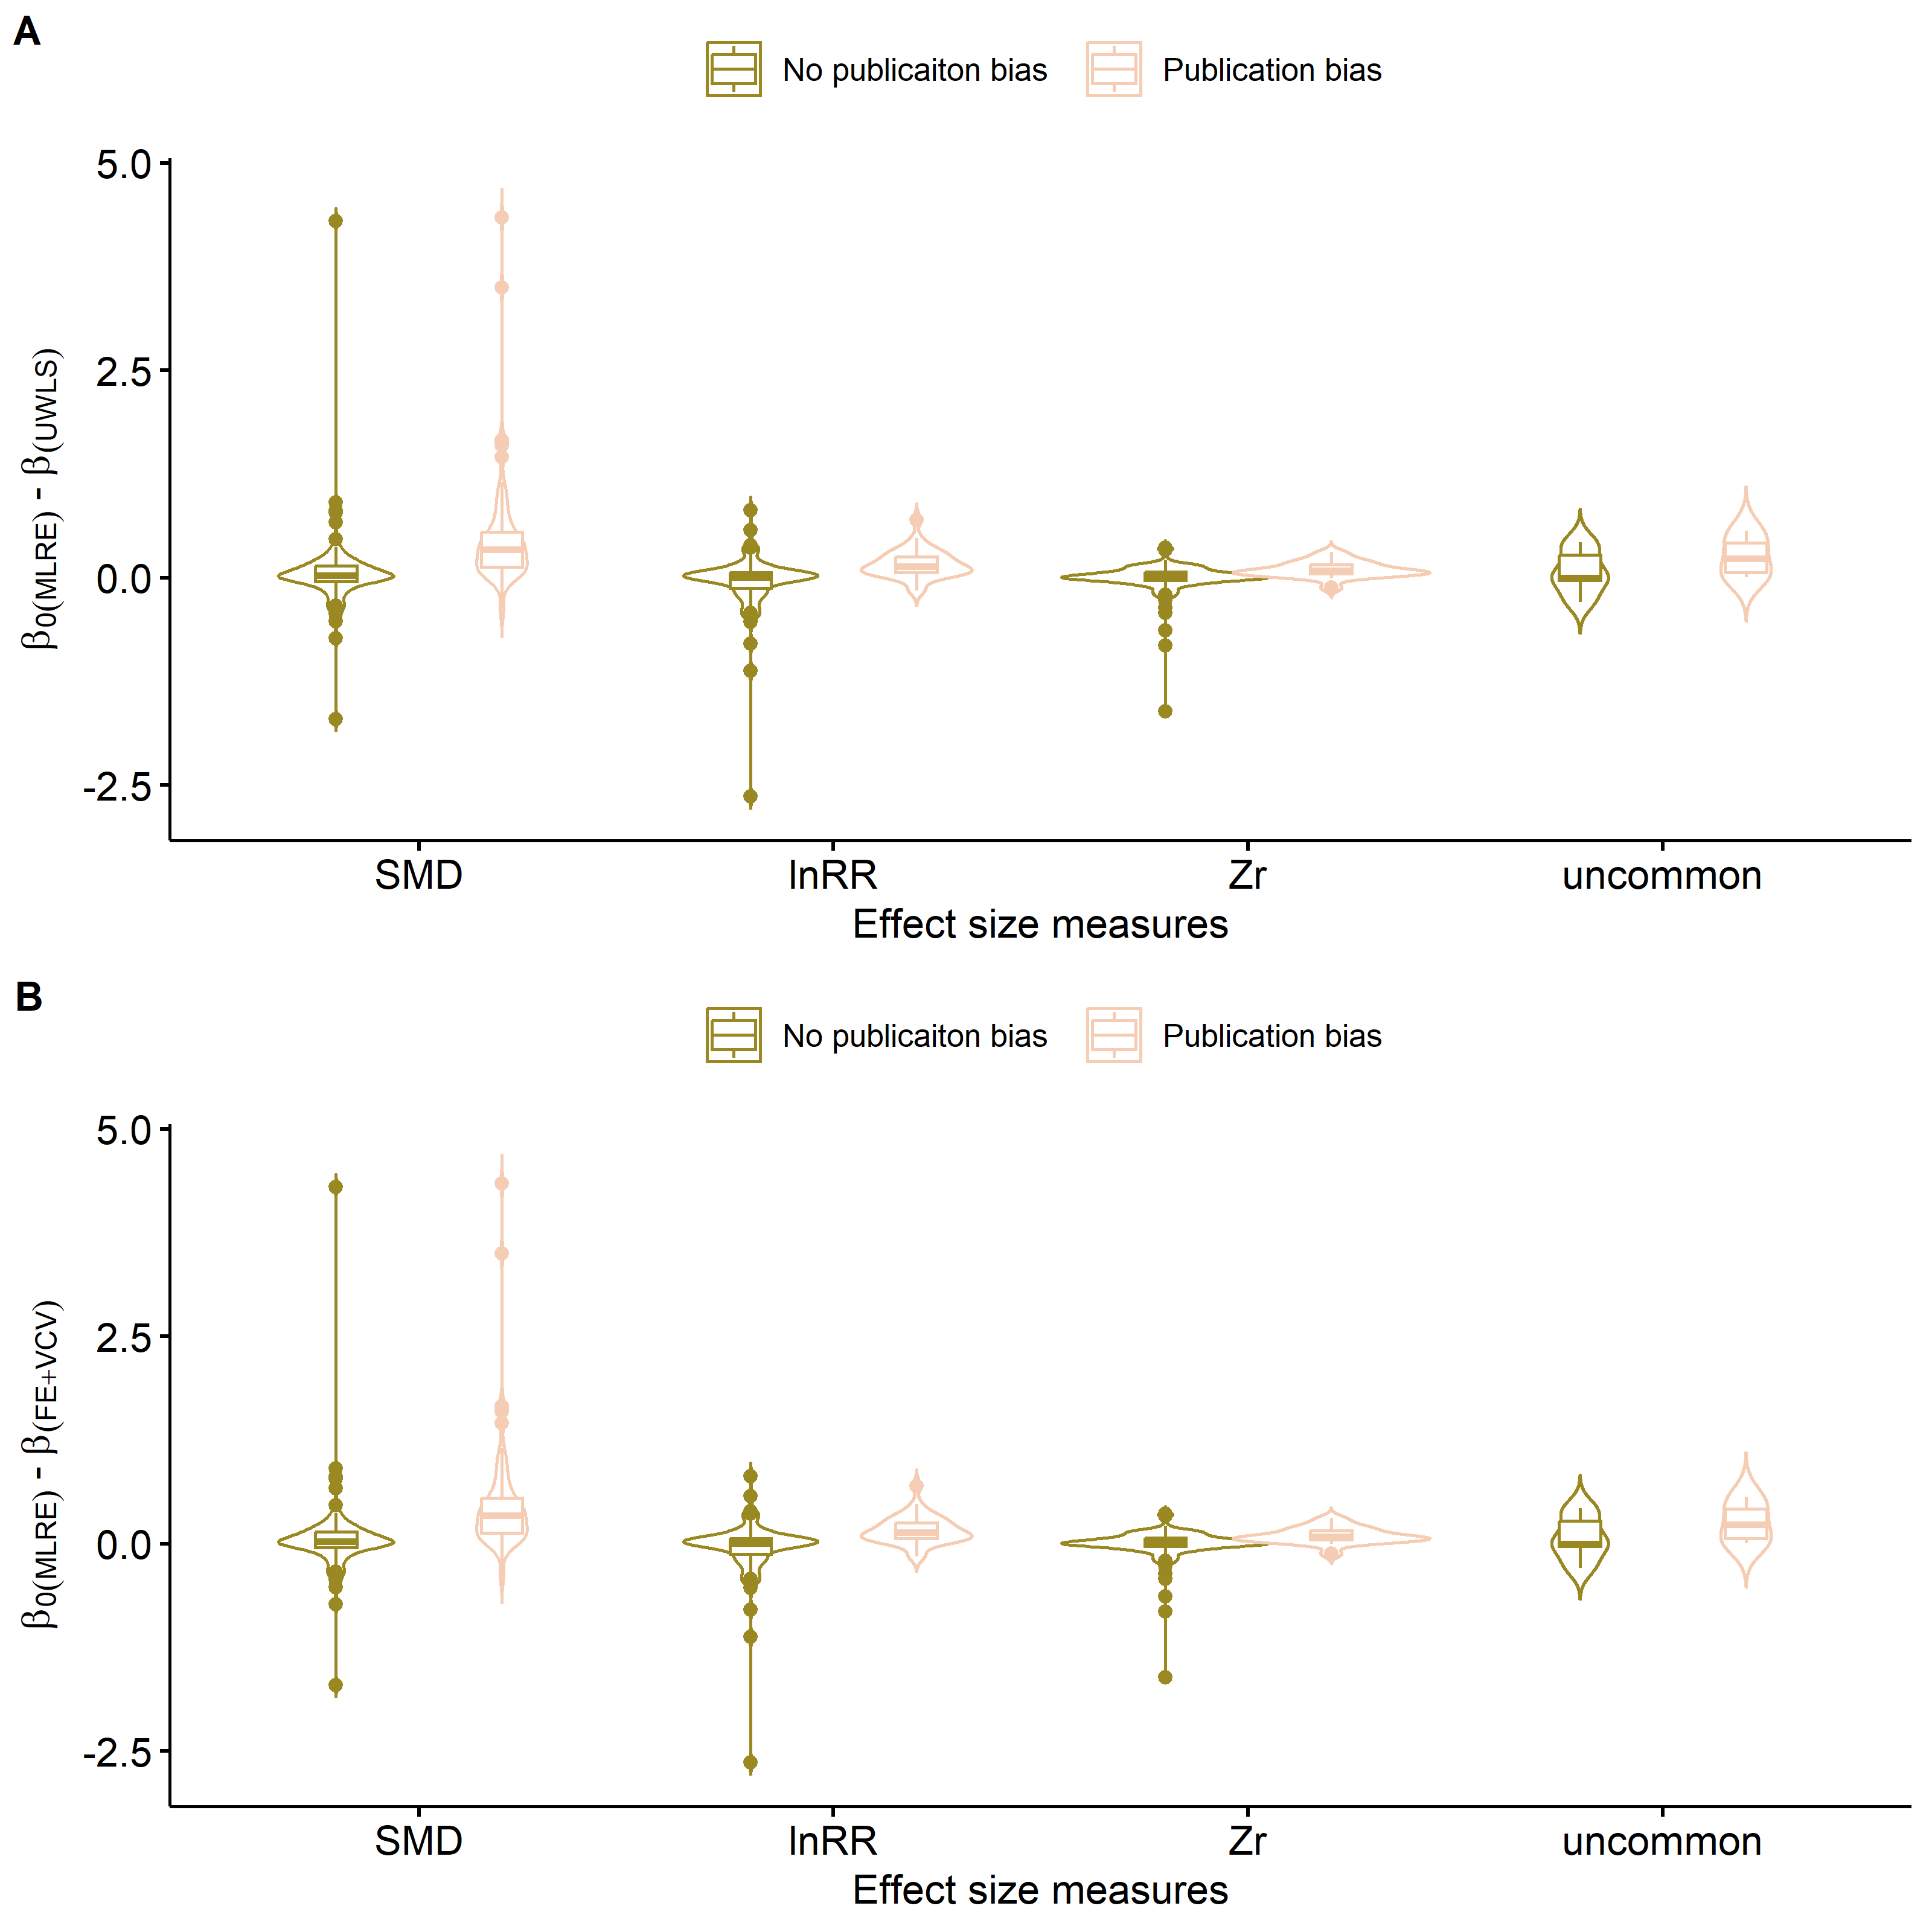 A
No publicaiton bias Publication bias
5.0
2.5
0.0
-2.5
β0(MLRE) - β(UWLS)
SMD lnRR Zr uncommon
Effect size measures
B
No publicaiton bias Publication bias
5.0
2.5
0.0
-2.5
β0(MLRE) - β(FE+VCV)
SMD lnRR Zr uncommon
Effect size measures